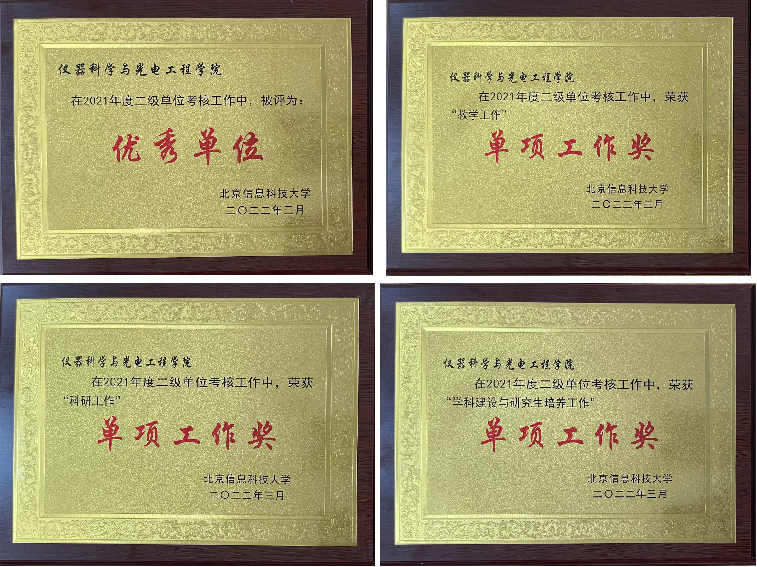 仪器科学与光电工程学院
在2021年度二级单位考核工作中，被评为：
优秀单位
北京信息科技大学
二〇二二年二月
仪器科学与光电工程学院
在2021年度二级单位考核工作中，荣获
“教学工作”
单项工作奖
北京信息科技大学
二〇二二年二月
仪器科学与光电工程学院
在2021年度二级单位考核工作中，荣获
“科研工作”
单项工作奖
北京信息科技大学
二〇二二年三月
仪器科学与光电工程学院
在2021年度二级单位考核工作中，荣获
“学科建设与研究生培养工作”
单项工作奖
北京信息科技大学
二〇二二年三月